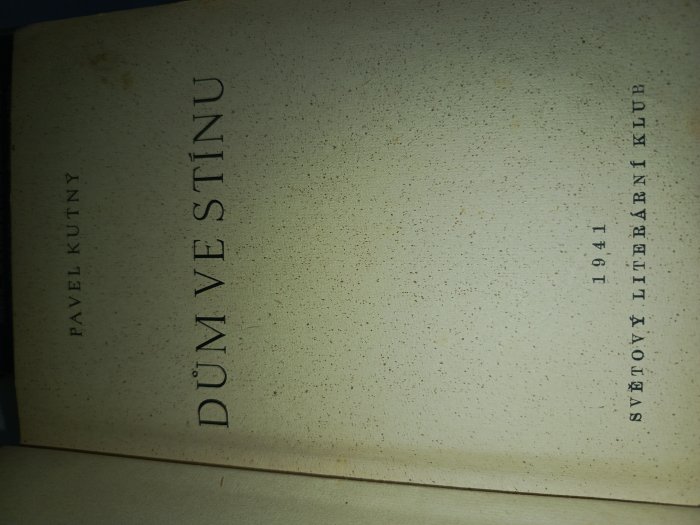 PAVEL KUTNÝ
DŮM VE STÍNU
1941
SVĚTOVÝ LITERÁRNÍ KLUB